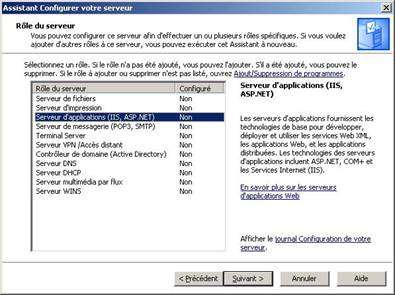 Assistant Configurer votre serveur
Rôle du serveur
Vous pouvez configurer ce serveur afin d'effectuer un ou plusieurs rôles spécifiques. Si vous voulez
ajouter d'autres rôles à ce serveur, vous pouvez exécuter cet Assistant à nouveau.
Sélectionnez un rôle. Si le rôle n'a pas été ajouté, vous pouvez l'ajouter. S'il a été ajouté, vous pouvez le
supprimer. Si le rôle à ajouter ou supprimer n'est pas listé, ouvrez Ajout/Suppression de programmes.
Rôle du serveur Configuré
Serveur de fichiers Non
Serveur d'impression Non
Serveur d'applications (IIS, ASP.NET) Non
Serveur de messagerie (POP3, SMTP) Non
Terminal Server Non
Serveur VPN /Accès distant Non
Contrôleur de domaine (Active Directory) Non
Serveur DNS Non
Serveur DHCP Non
Serveur multimédia par flux Non
Serveur WINS Non
Serveur d'applications (IIS,
ASP.NET)
Les serveurs d'applications fournissent les
technologies de base pour développer,
déployer et utiliser les services Web XML,
les applications Web, et les applications
distribuées. Les technologies de serveurs
d'applications incluent ASP.NET, COM+ et
les Services Internet (IIS).
En savoir plus sur les serveurs
d'applications Web
Afficher le journal Configuration de votre
serveur.
< Précédent Suivant > Annuler Aide